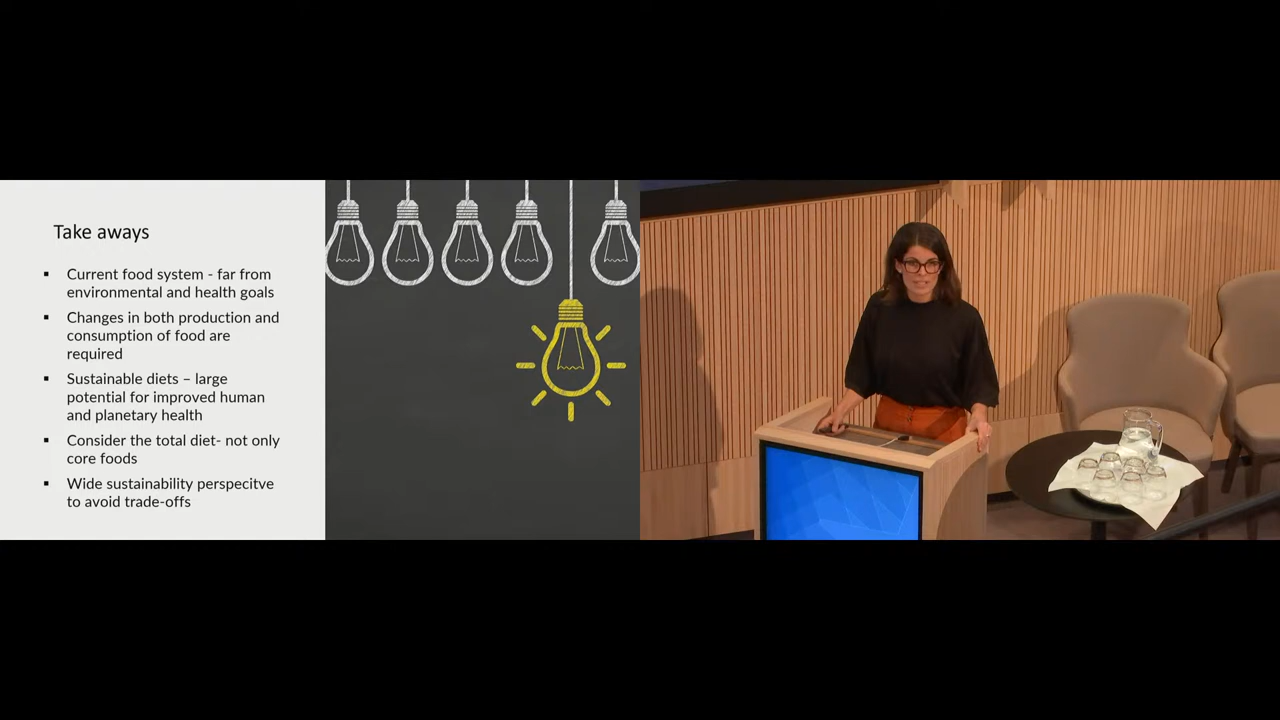 Take aways
▪ Current food system - far from
environmental and health goals
▪ Changes in both production and
consumption of food are
required
▪ Sustainable diets – large
potential for improved human
and planetary health
▪ Consider the total diet- not only
core foods
▪ Wide sustainability perspecitve
to avoid trade-offs